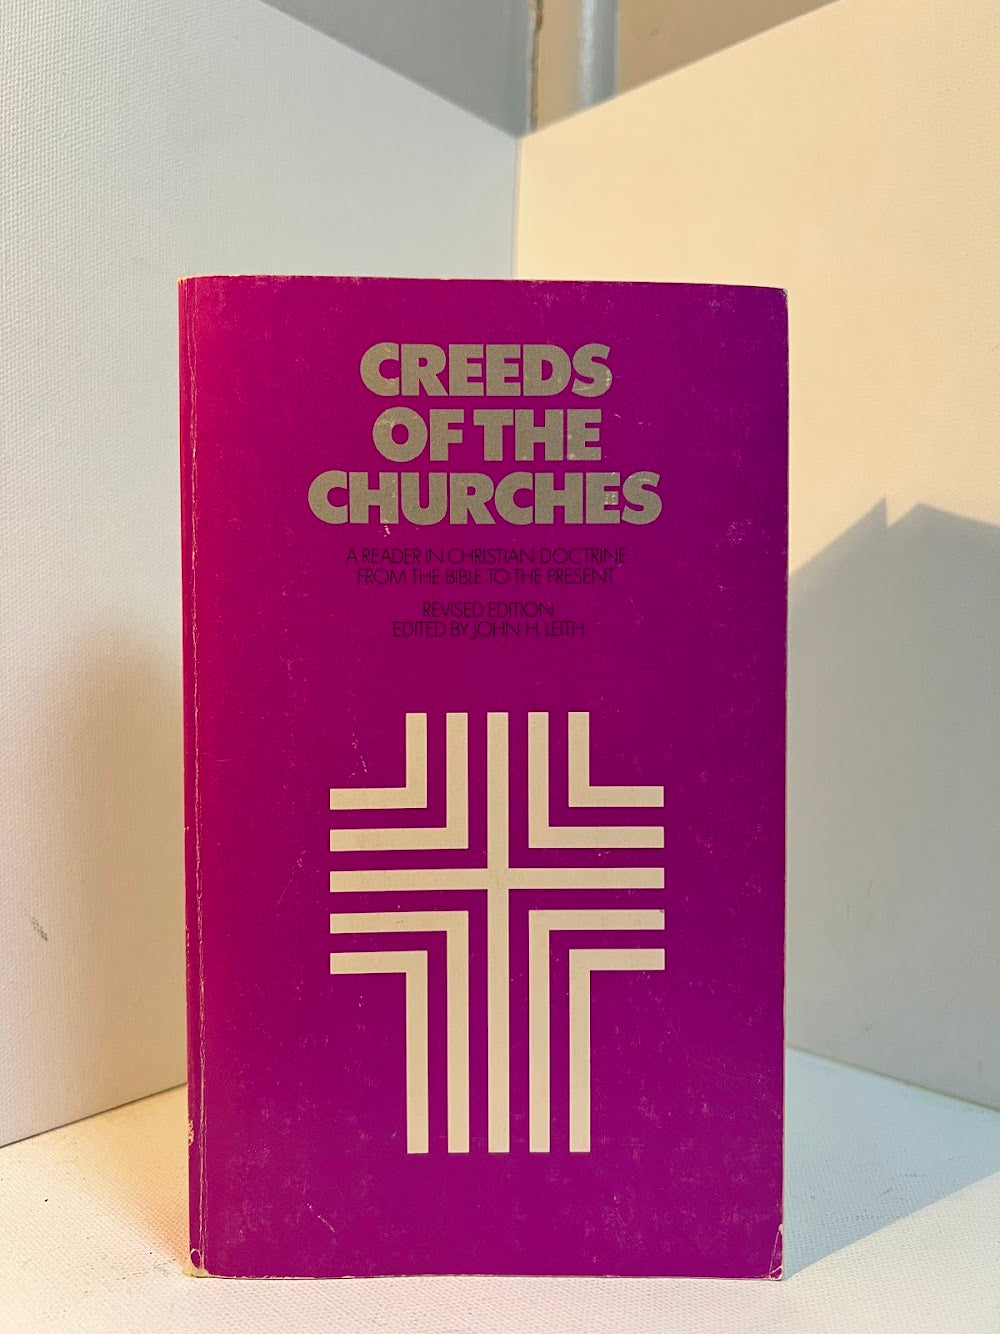 CREEDS
OF THE
CHURCHES
A READER IN CHRISTIAN DOCTRINE
FROM THE BIBLE TO THE PRESENT
REVISED EDITION
EDITED BY JOHN H. LEITH